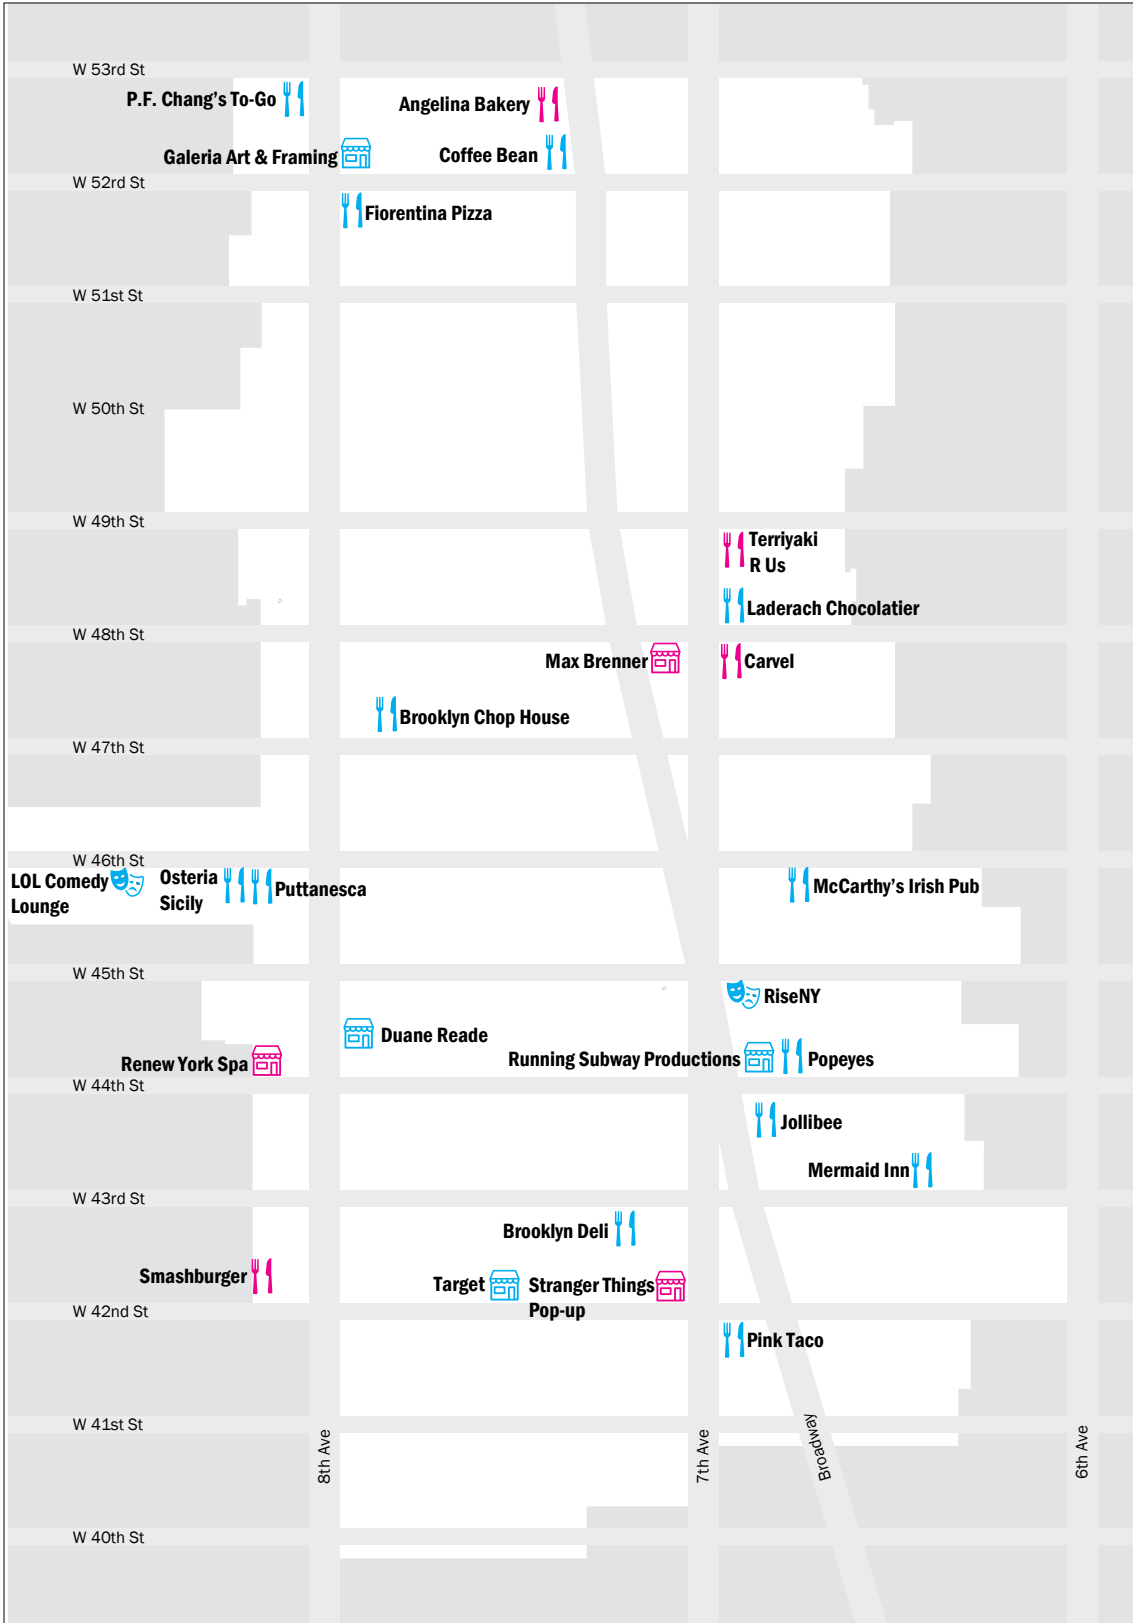 W 53rd St
P.F. Chang's To-Go
Angelina Bakery
Galeria Art & Framing
Coffee Bean
W 52rd St
Fiorentina Pizza
W 51st St
W 50th St
W 49th St
Terriyaki
R Us
Laderach Chocolatier
W 48th St
Max Brenner
Carvel
Brooklyn Chop House
W 47th St
W 46th St
LOL Comedy
Lounge
Osteria
Sicily
Puttanesca
McCarthy's Irish Pub
W 45th St
RiseNY
Duane Reade
Renew York Spa
Running Subway Productions
Popeyes
W 44th St
Jollibee
Mermaid Inn
W 43rd St
Brooklyn Deli
Smashburger
Target
Stranger Things
Pop-up
W 42nd St
Pink Taco
W 41st St
8th Ave
7th Ave
Broadway
6th Ave
W 40th St